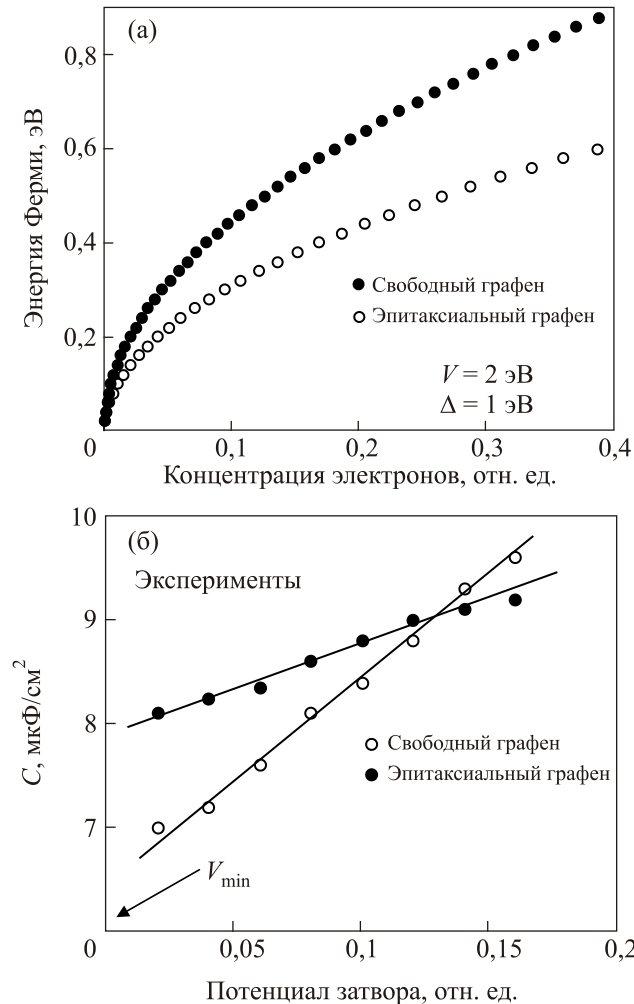 (а)
0,8
0,6
0,4
0,2
Энергия Ферми, эВ
Свободный графен
Эпитаксиальный графен
V = 2 эВ
Δ = 1 эВ
0 0,1 0,2 0,3 0,4
Концентрация электронов, отн. ед.
10
(б)
Эксперименты
9
8
7
C, мкФ/см²
Свободный графен
Эпитаксиальный графен
Vmin
0 0,05 0,1 0,15 0,2
Потенциал затвора, отн. ед.